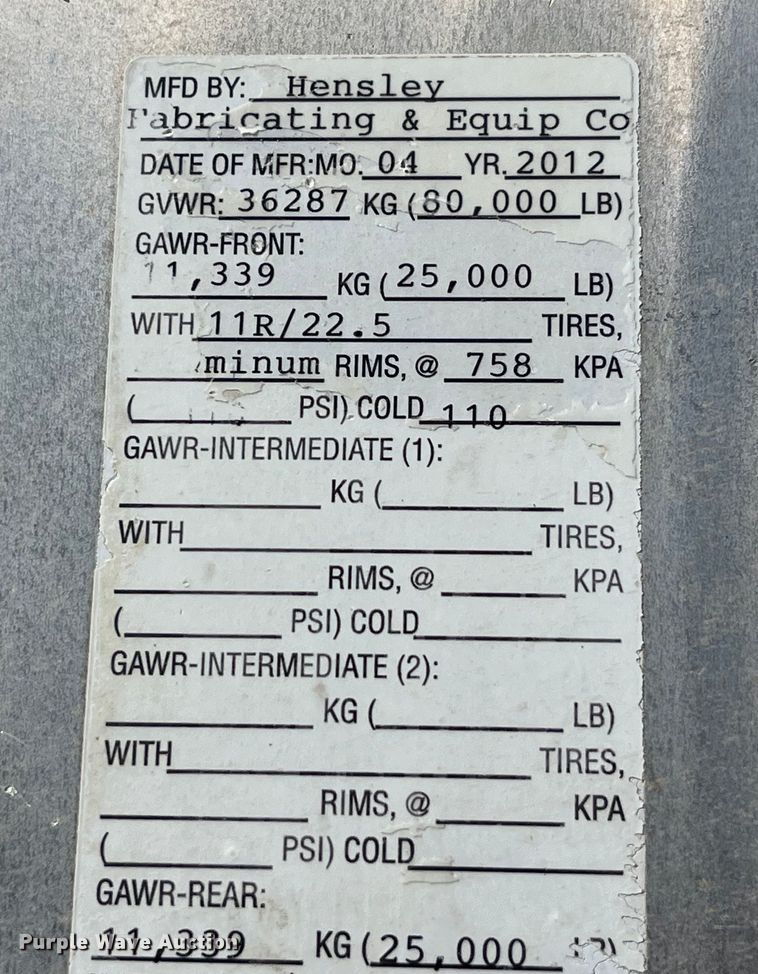 MFD BY: Hensley
Fabricating & Equip Co
DATE OF MFR:MO. 04 YR. 2012
GVWR: 36287 KG (80,000 LB)
GAWR-FRONT:
11,339 KG (25,000 LB)
WITH 11R/22.5 TIRES,
minum RIMS, @ 758 KPA
( PSI) COLD 110
GAWR-INTERMEDIATE (1):
KG ( LB)
WITH TIRES,
RIMS, @ KPA
( PSI) COLD
GAWR-INTERMEDIATE (2):
KG ( LB)
WITH TIRES,
RIMS, @ KPA
( PSI) COLD
GAWR-REAR:
11,339 KG (25,000
Purple Wave Auction